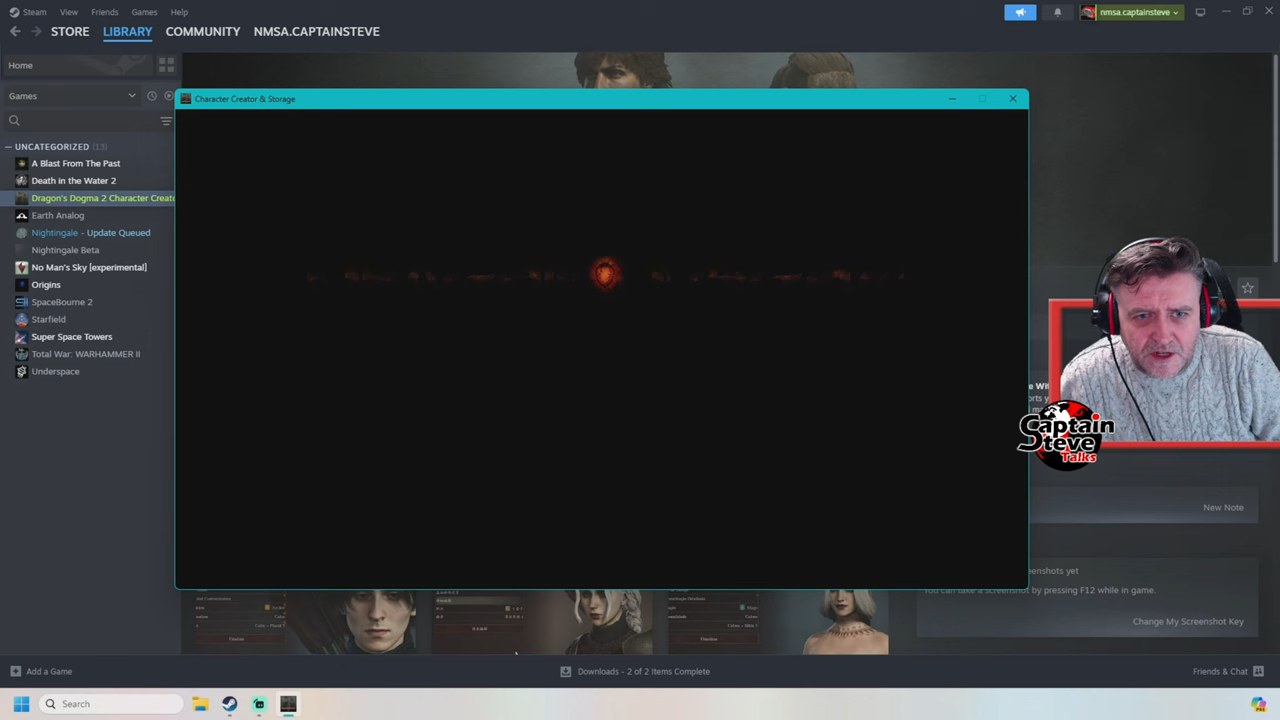 Steam View Friends Games Help
nmsa.captainsteve
STORE LIBRARY COMMUNITY NMSA.CAPTAINSTEVE
Home
Games
Character Creator & Storage
UNCATEGORIZED (13)
A Blast From The Past
Death in the Water 2
Dragon's Dogma 2 Character Creato
Earth Analog
Nightingale - Update Queued
Nightingale Beta
No Man's Sky [experimental]
Origins
SpaceBourne 2
Starfield
Super Space Towers
Total War: WARHAMMER II
Underspace
Captain
Steve
Talks
New Note
enshots yet
You can take a screenshot by pressing F12 while in game.
Change My Screenshot Key
Add a Game
Downloads - 2 of 2 Items Complete
Friends & Chat
Search